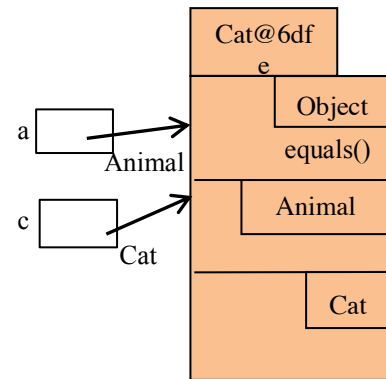 Cat@6df
e
Object
a
Animal
equals()
c
Animal
Cat
Cat